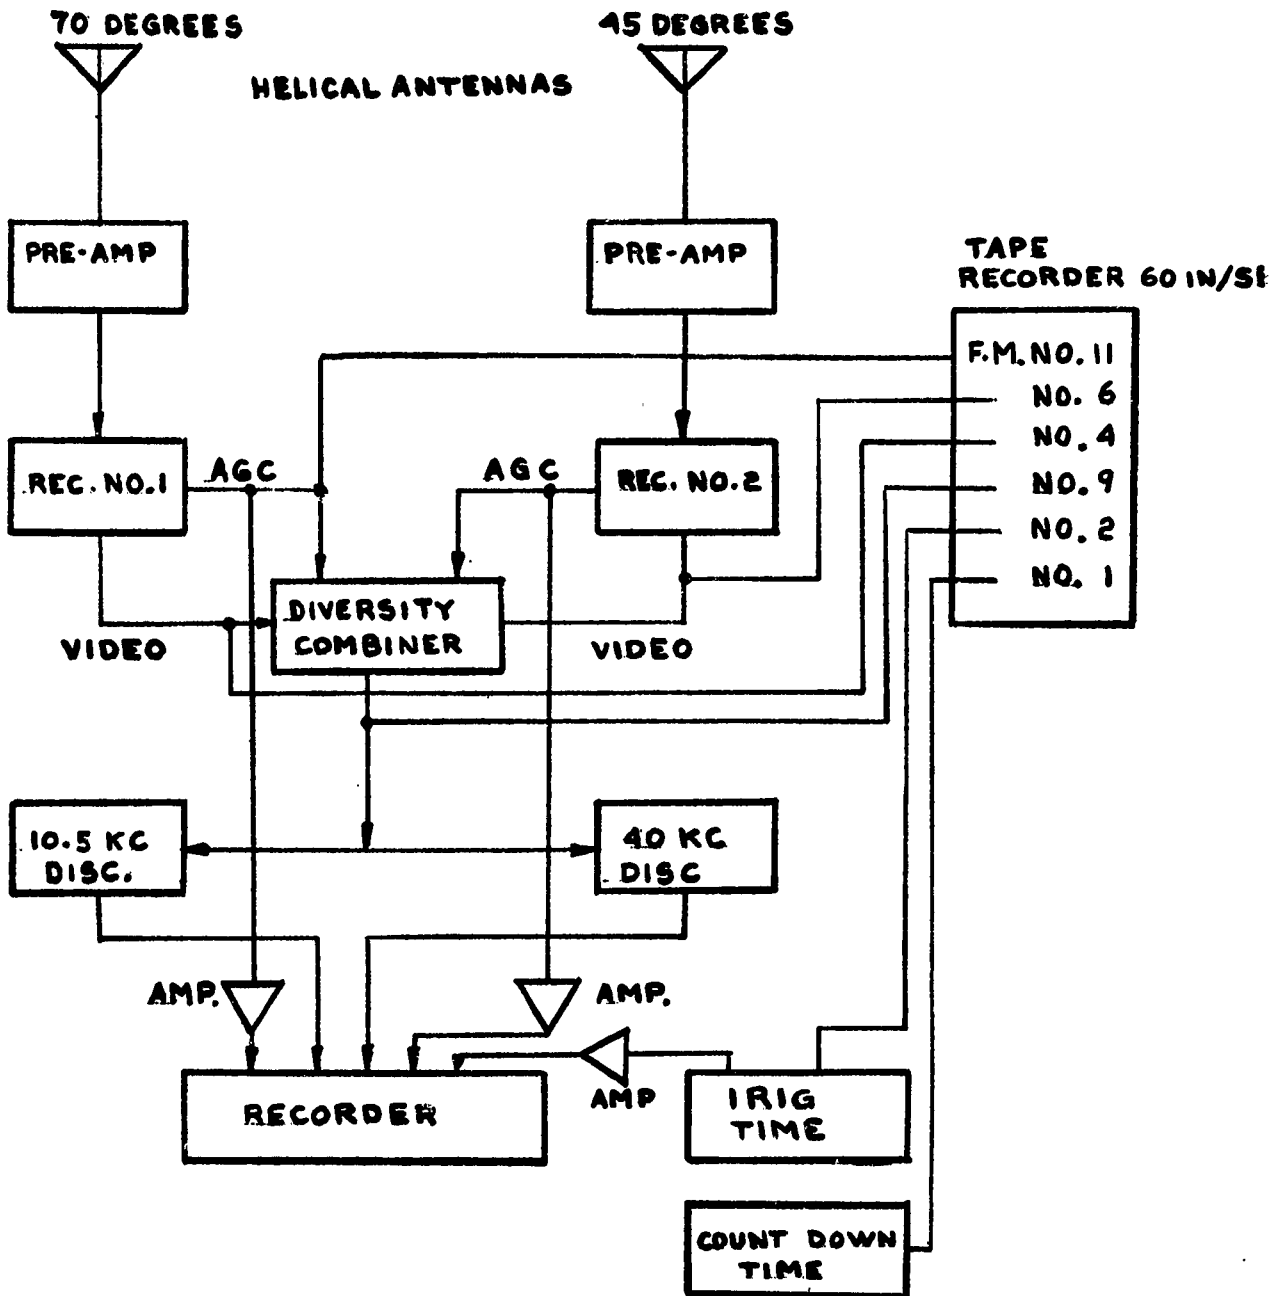 70 DEGREES
45 DEGREES
HELICAL ANTENNAS
PRE-AMP
PRE-AMP
TAPE
RECORDER 60 IN/SE
F.M. NO. 11
NO. 6
NO. 4
NO. 9
NO. 2
NO. 1
REC. NO. 1
AGC
AGC
REC. NO. 2
DIVERSITY
COMBINER
VIDEO
VIDEO
10.5 KC
DISC.
40 KC
DISC
AMP.
AMP.
AMP
RECORDER
IRIG
TIME
COUNT DOWN
TIME